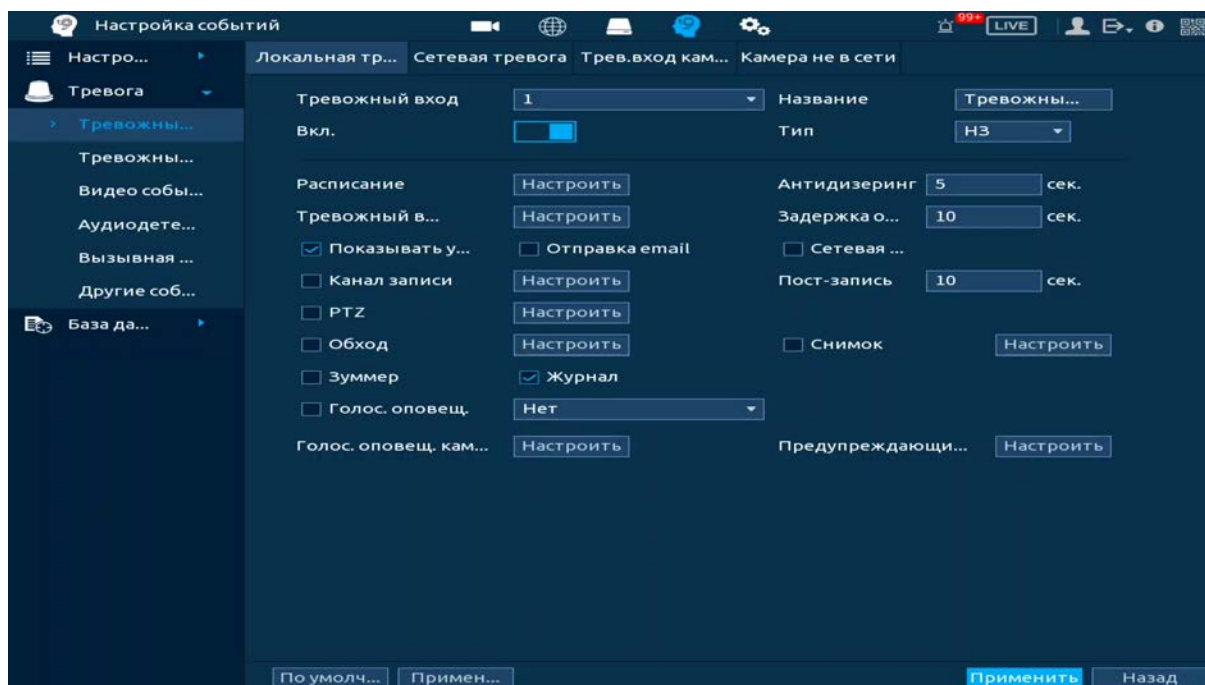 Настройка событий 99+ LIVE
Настро...
Тревога
Тревожны...
Тревожны...
Видео собы...
Аудиодете...
Вызывная ...
Другие соб...
База да...
Локальная тр... Сетевая тревога Трев.вход кам... Камера не в сети
Тревожный вход 1 Название Тревожны...
Вкл. Тип НЗ
Расписание Настроить Антидизеринг 5 сек.
Тревожный в... Настроить Задержка о... 10 сек.
Показывать у... Отправка email Сетевая ...
Канал записи Настроить Пост-запись 10 сек.
PTZ Настроить
Обход Настроить Снимок Настроить
Зуммер Журнал
Голос. оповещ. Нет
Голос. оповещ. кам... Настроить Предупреждающи... Настроить
По умолч... Примен... Применить Назад